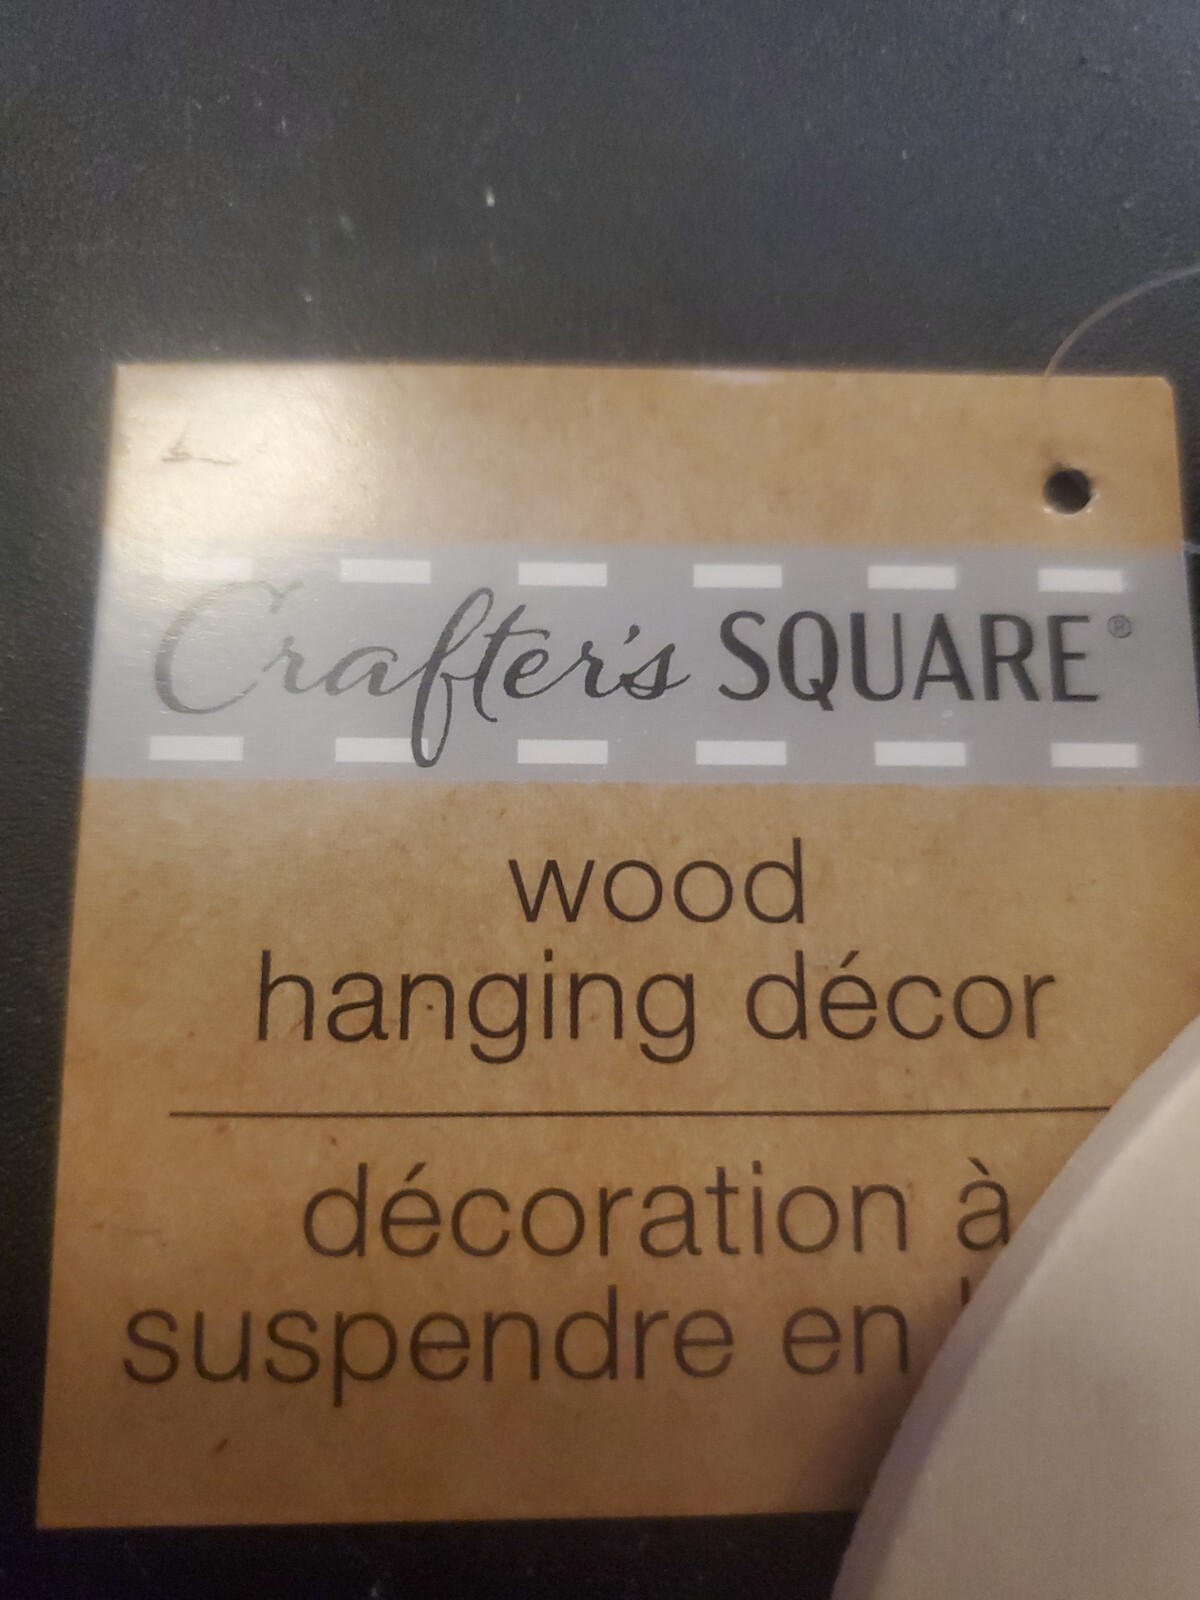 Crafter's SQUARE®
wood
hanging décor
décoration à
suspendre en